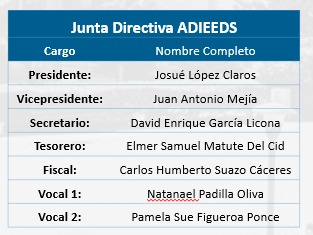 Junta Directiva ADIEEDS
Cargo Nombre Completo
Presidente: Josué López Claros
Vicepresidente: Juan Antonio Mejía
Secretario: David Enrique García Licona
Tesorero: Elmer Samuel Matute Del Cid
Fiscal: Carlos Humberto Suazo Cáceres
Vocal 1: Natanael Padilla Oliva
Vocal 2: Pamela Sue Figueroa Ponce